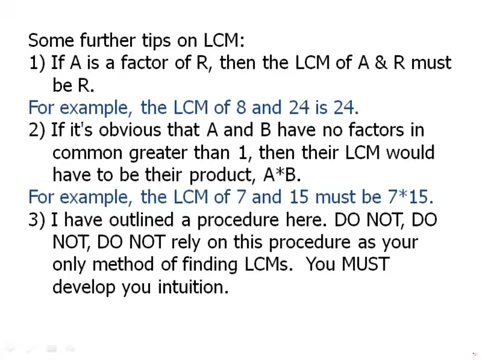 Some further tips on LCM:
1) If A is a factor of R, then the LCM of A & R must
be R.
For example, the LCM of 8 and 24 is 24.
2) If it's obvious that A and B have no factors in
common greater than 1, then their LCM would
have to be their product, A*B.
For example, the LCM of 7 and 15 must be 7*15.
3) I have outlined a procedure here. DO NOT, DO
NOT, DO NOT rely on this procedure as your
only method of finding LCMs. You MUST
develop you intuition.